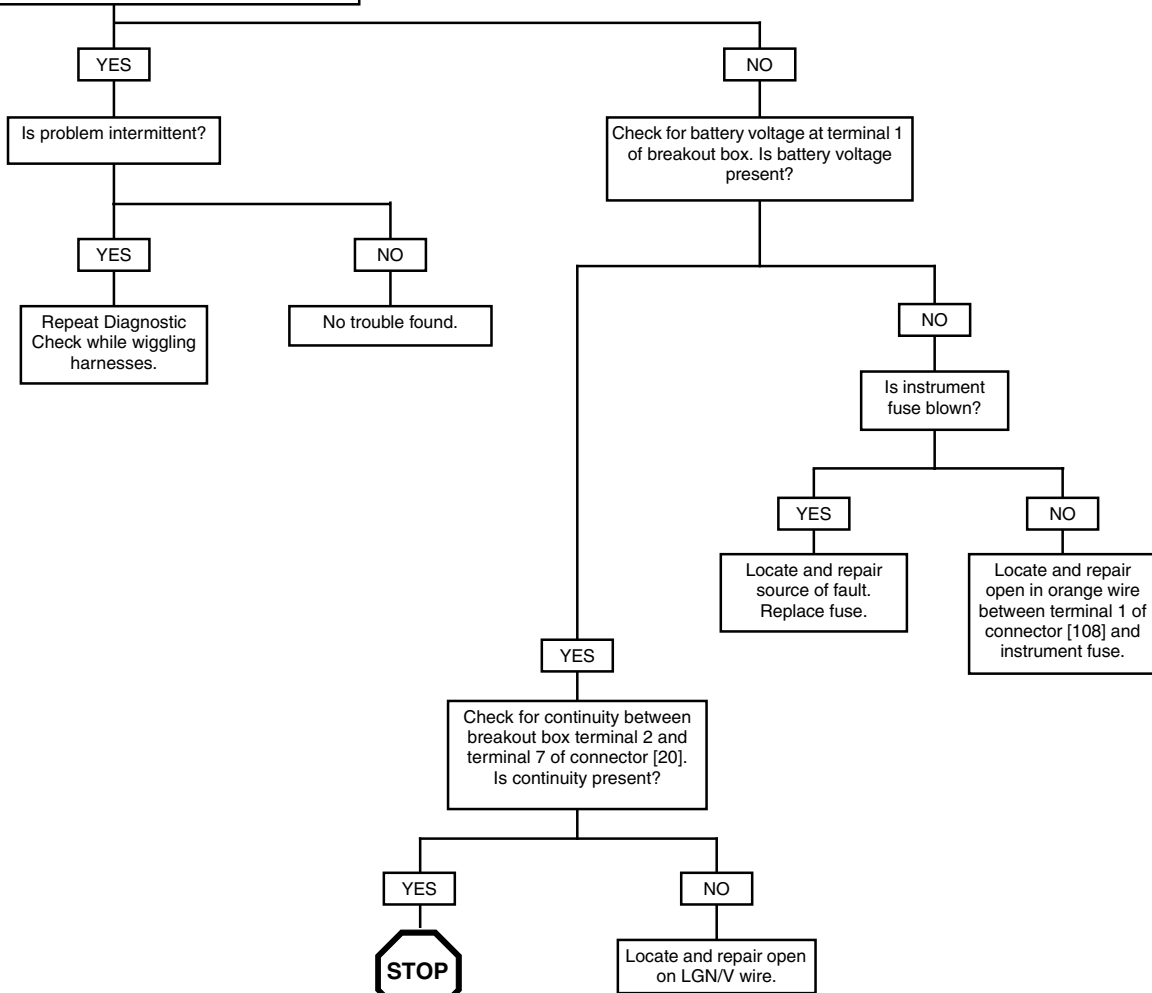 YES
NO
Is problem intermittent?
Check for battery voltage at terminal 1
of breakout box. Is battery voltage
present?
YES
NO
Repeat Diagnostic
Check while wiggling
harnesses.
No trouble found.
NO
Is instrument
fuse blown?
YES
NO
Locate and repair
source of fault.
Replace fuse.
Locate and repair
open in orange wire
between terminal 1 of
connector [108] and
instrument fuse.
YES
Check for continuity between
breakout box terminal 2 and
terminal 7 of connector [20].
Is continuity present?
YES
NO
STOP
Locate and repair open
on LGN/V wire.